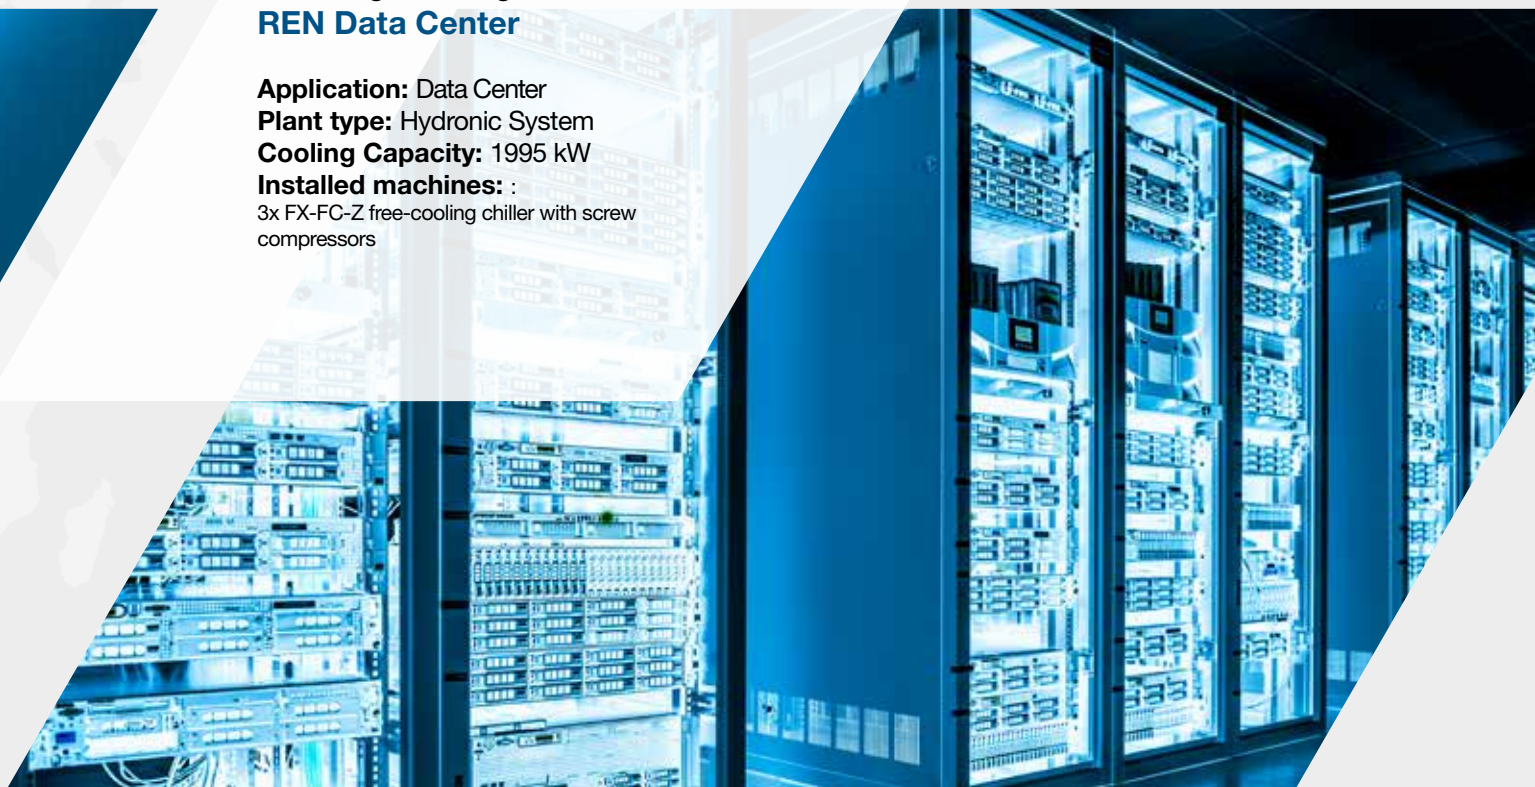 REN Data Center
Application: Data Center
Plant type: Hydronic System
Cooling Capacity: 1995 kW
Installed machines: :
3x FX-FC-Z free-cooling chiller with screw
compressors